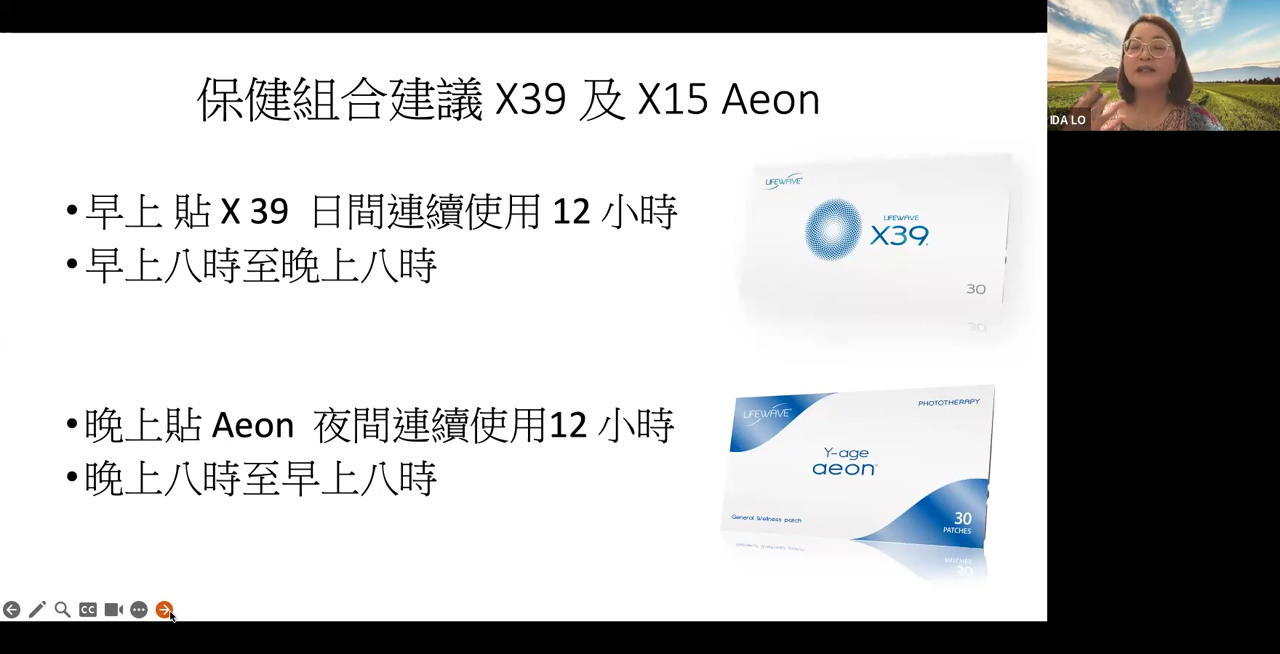 保健組合建議 X39 及 X15 Aeon
IDA LO
• 早上 貼 X 39 日間連續使用 12 小時
• 早上八時至晚上八時
LIFEWAVE
LIFEWAVE
X39
30
30
• 晚上貼 Aeon 夜間連續使用12 小時
• 晚上八時至早上八時
LIFEWAVE
PHOTOTHERAPY
Y-age
aeon
General Wellness patch
30
PATCHES
CC